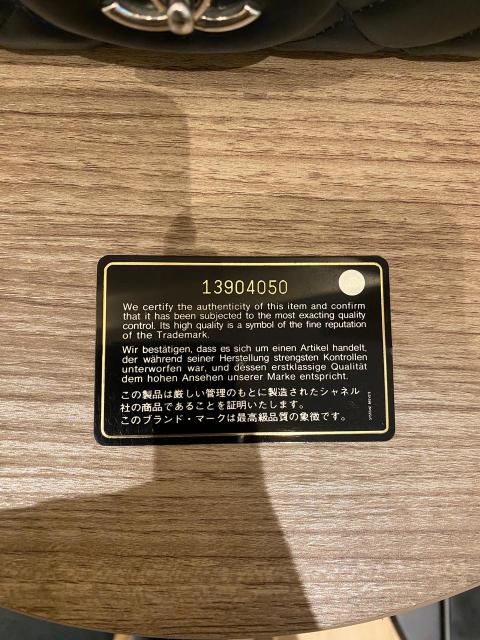 13904050
We certify the authenticity of this item and confirm
that it has been subjected to the most exacting quality
control. Its high quality is a symbol of the fine reputation
of the Trademark.
Wir bestätigen, dass es sich um einen Artikel handelt,
der während seiner Herstellung strengsten Kontrollen
unterworfen war, und dessen erstklassige Qualität
dem hohen Ansehen unserer Marke entspricht.
この製品は厳しい管理のもとに製造されたシャネル
社の商品であることを証明いたします。
このブランド・マークは最高級品質の象徴です。